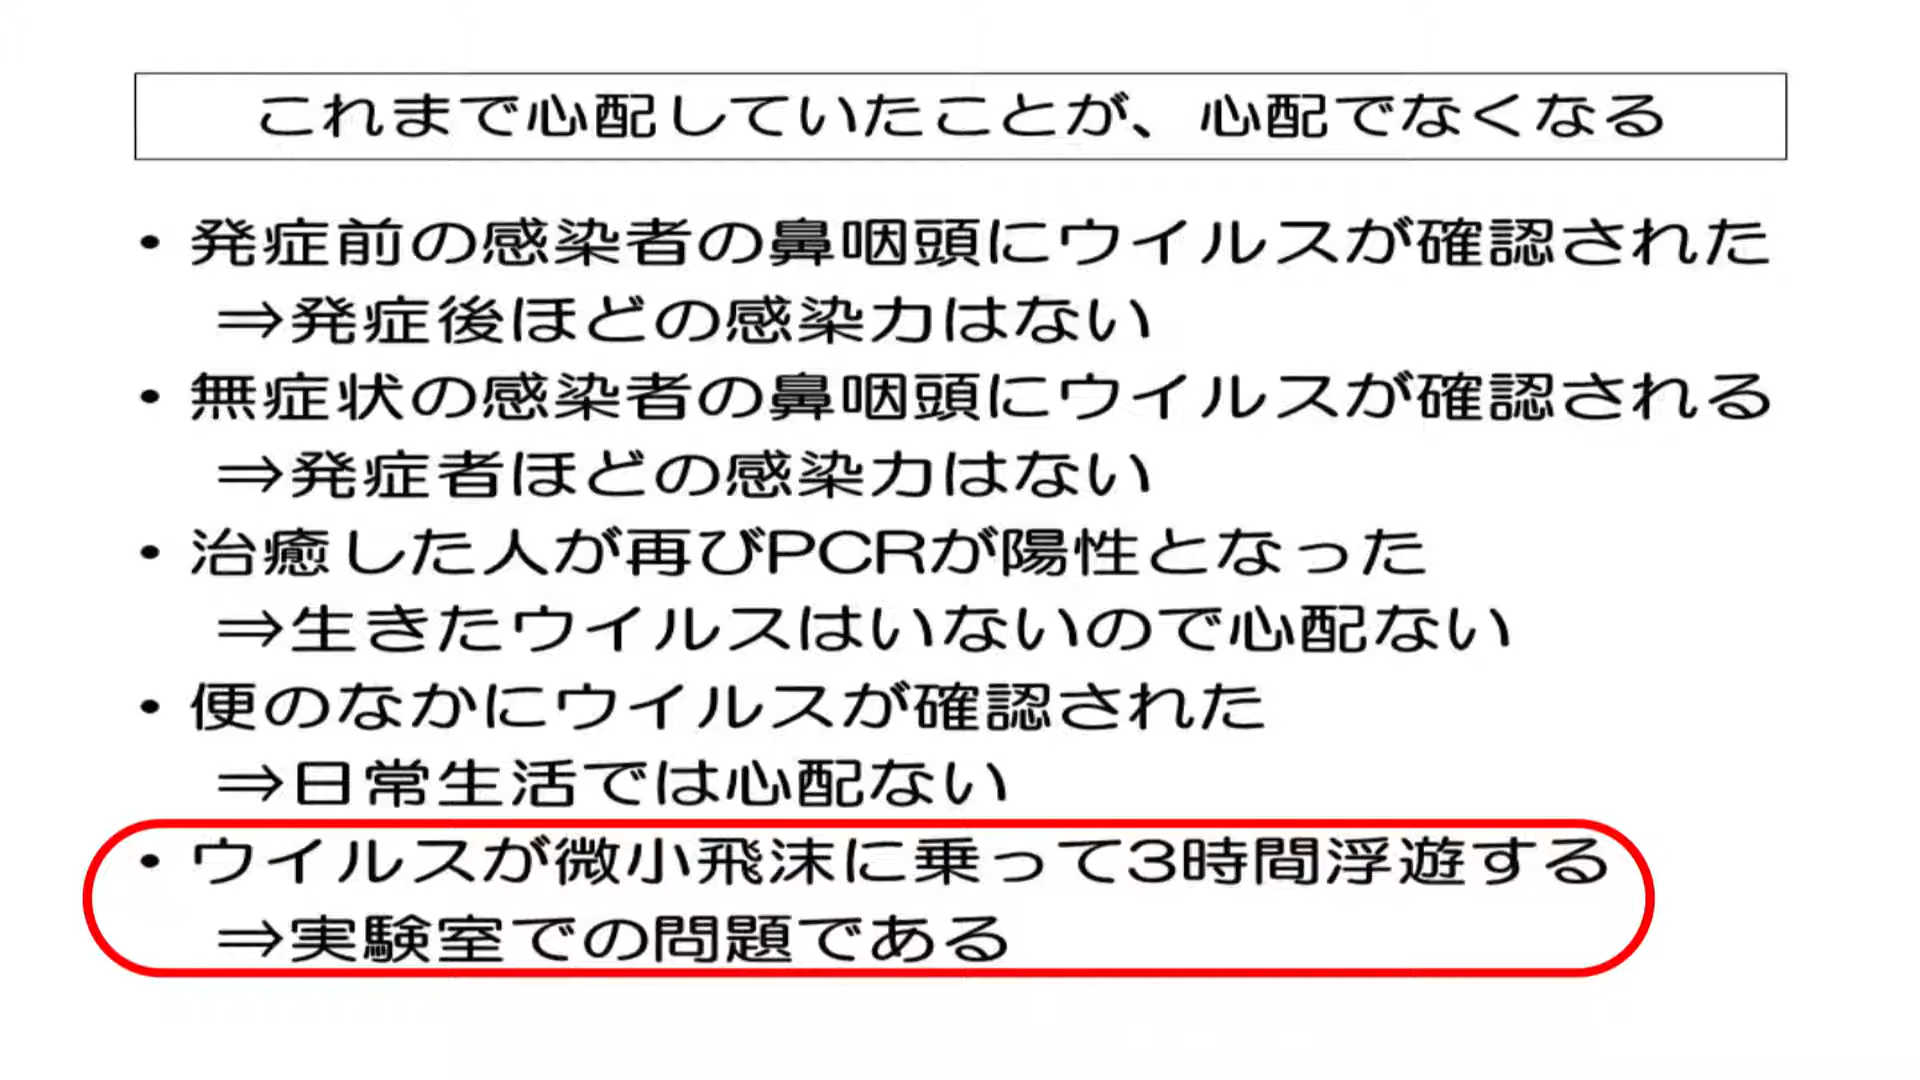 これまで心配していたことが、心配でなくなる
・発症前の感染者の鼻咽頭にウイルスが確認された
⇒発症後ほどの感染力はない
・無症状の感染者の鼻咽頭にウイルスが確認される
⇒発症者ほどの感染力はない
・治癒した人が再びPCRが陽性となった
⇒生きたウイルスはいないので心配ない
・便のなかにウイルスが確認された
⇒日常生活では心配ない
・ウイルスが微小飛沫に乗って3時間浮遊する
⇒実験室での問題である